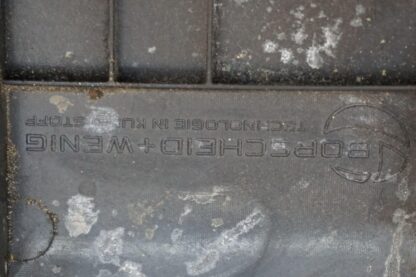 BORSCHEID+WENIG
TECHNOLOGIE IN KUNSTSTOFF